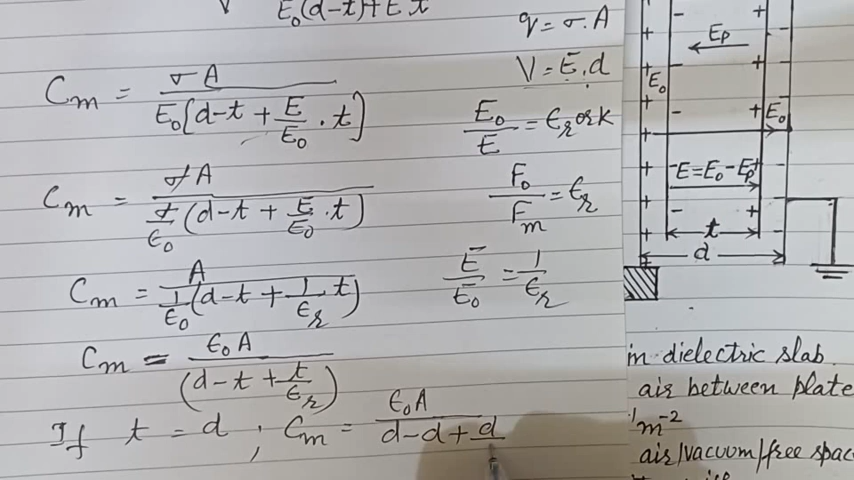 E₀(d-t)+E t
q = σ.A
V = E.d
Cm = σA / E₀[d-t + E/E₀ . t]
E₀/E = ϵr or K
Cm = σA / σ/ϵ₀ (d-t + E/E₀ . t)
F₀/Fm = ϵr
Cm = A / 1/ϵ₀ (d-t + 1/ϵr t)
E/E₀ = 1/ϵr
Cm = ϵ₀A / (d-t + t/ϵr)
If t = d ; Cm = ϵ₀A / d-d+d
Ep
E₀
E₀
E = E₀ - Ep
t
d
in dielectric slab
air between plate
m⁻²
air/vacuum/free spac